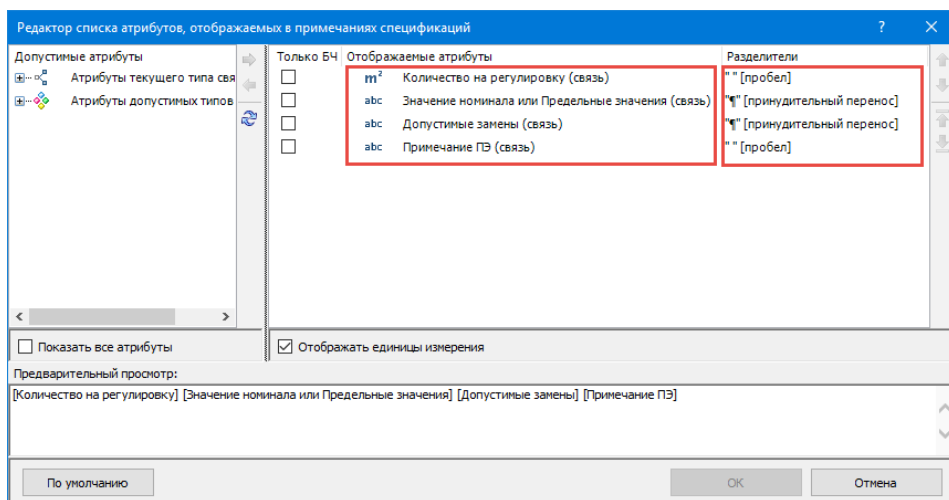 Редактор списка атрибутов, отображаемых в примечаниях спецификаций ?
Допустимые атрибуты
Атрибуты текущего типа свя
Атрибуты допустимых типов
Только БЧ Отображаемые атрибуты Разделители
m² Количество на регулировку (связь) " " [пробел]
abc Значение номинала или Предельные значения (связь) "¶" [принудительный перенос]
abc Допустимые замены (связь) "¶" [принудительный перенос]
abc Примечание ПЭ (связь) " " [пробел]
Показать все атрибуты
Отображать единицы измерения
Предварительный просмотр:
[Количество на регулировку] [Значение номинала или Предельные значения] [Допустимые замены] [Примечание ПЭ]
По умолчанию
ОК
Отмена